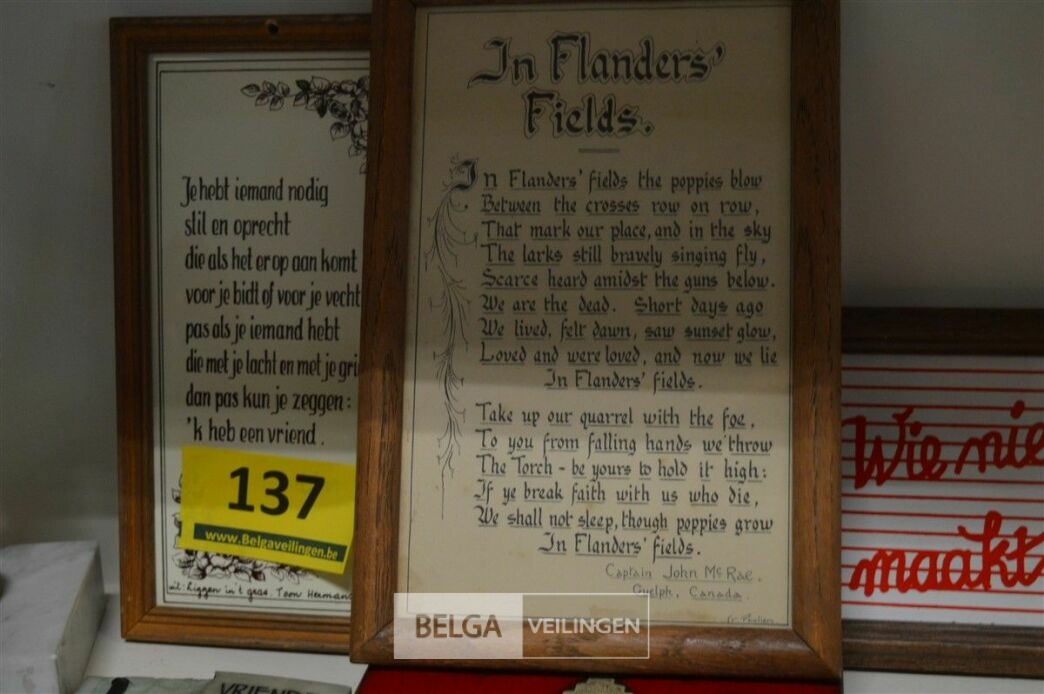 Je hebt iemand nodig
stil en oprecht
die als het er op aan komt
voor je bidt of voor je vecht
pas als je iemand hebt
die met je lacht en met je gri
dan pas kun je zeggen:
'k heb een vriend.
137
www.Belgaveilingen.be
uit: Liggen in 't gras. Toon Herman
In Flanders'
Fields.
In Flanders' fields the poppies blow
Between the crosses row on row,
That mark our place, and in the sky
The larks still bravely singing fly,
Scarce heard amidst the guns below.
We are the dead. Short days ago
We lived, felt dawn, saw sunset glow,
Loved and were loved, and now we lie
In Flanders' fields.
Take up our quarrel with the foe,
To you from falling hands we throw
The Torch - be yours to hold it high:
If ye break faith with us who die,
We shall not sleep, though poppies grow
In Flanders' fields.
Captain John McRae.
Guelph, Canada.
BELGA VEILINGEN
Wie nie
maakt